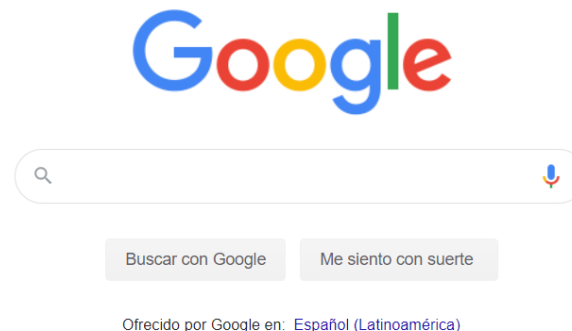 Google
Buscar con Google
Me siento con suerte
Ofrecido por Google en: Español (Latinoamérica)